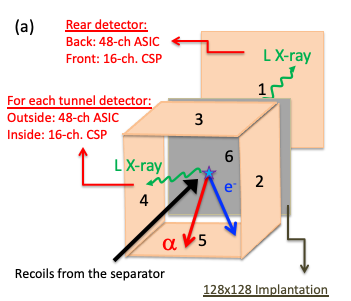 (a)
Rear detector:
Back: 48-ch ASIC
Front: 16-ch. CSP
L X-ray
1
For each tunnel detector:
Outside: 48-ch ASIC
Inside: 16-ch. CSP
3
L X-ray
6
e-
2
4
α
5
Recoils from the separator
128x128 Implantation